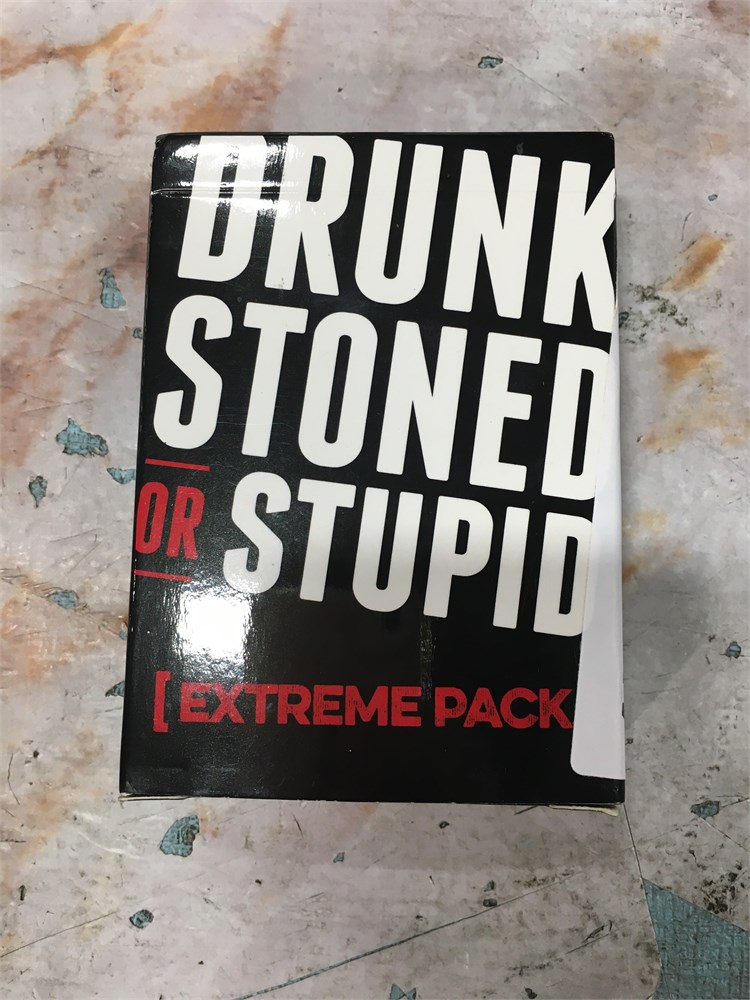 DRUNK
STONED
OR STUPID
[ EXTREME PACK